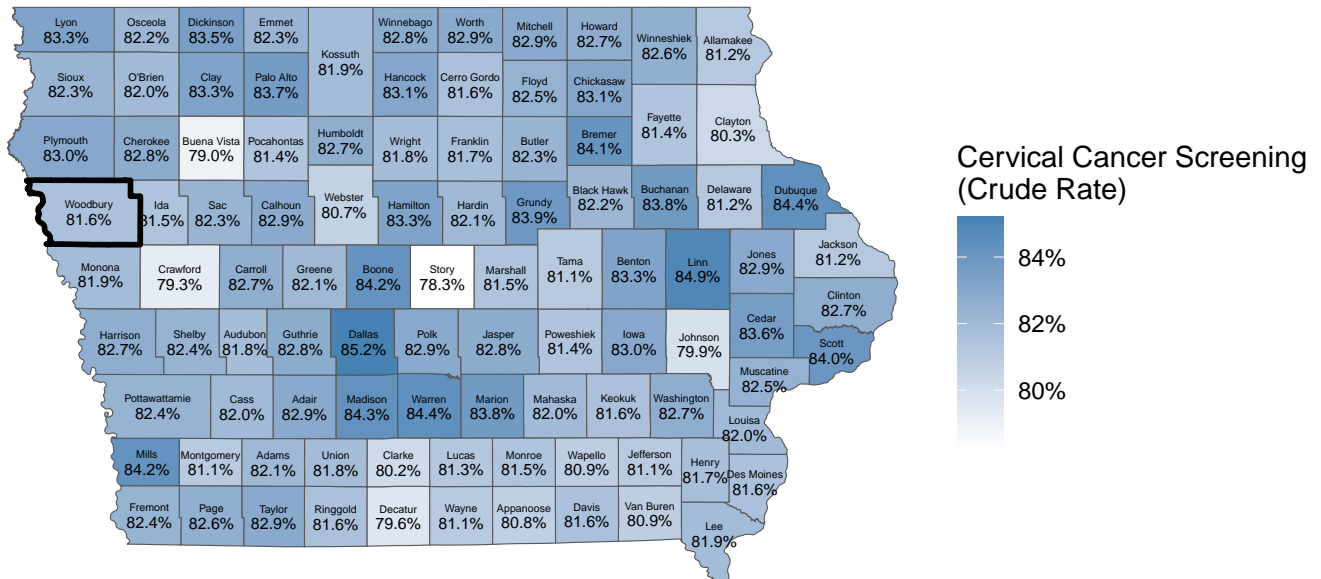 Lyon
83.3%
Osceola
82.2%
Dickinson
83.5%
Emmet
82.3%
Kossuth
81.9%
Winnebago
82.8%
Worth
82.9%
Mitchell
82.9%
Howard
82.7%
Winneshiek
82.6%
Allamakee
81.2%
Sioux
82.3%
O'Brien
82.0%
Clay
83.3%
Palo Alto
83.7%
Hancock
83.1%
Cerro Gordo
81.6%
Floyd
82.5%
Chickasaw
83.1%
Fayette
81.4%
Clayton
80.3%
Plymouth
83.0%
Cherokee
82.8%
Buena Vista
79.0%
Pocahontas
81.4%
Humboldt
82.7%
Wright
81.8%
Franklin
81.7%
Butler
82.3%
Bremer
84.1%
Woodbury
81.6%
Ida
81.5%
Sac
82.3%
Calhoun
82.9%
Webster
80.7%
Hamilton
83.3%
Hardin
82.1%
Grundy
83.9%
Black Hawk
82.2%
Buchanan
83.8%
Delaware
81.2%
Dubuque
84.4%
Monona
81.9%
Crawford
79.3%
Carroll
82.7%
Greene
82.1%
Boone
84.2%
Story
78.3%
Marshall
81.5%
Tama
81.1%
Benton
83.3%
Linn
84.9%
Jones
82.9%
Jackson
81.2%
Clinton
82.7%
Harrison
82.7%
Shelby
82.4%
Audubon
81.8%
Guthrie
82.8%
Dallas
85.2%
Polk
82.9%
Jasper
82.8%
Poweshiek
81.4%
Iowa
83.0%
Johnson
79.9%
Cedar
83.6%
Scott
84.0%
Muscatine
82.5%
Pottawattamie
82.4%
Cass
82.0%
Adair
82.9%
Madison
84.3%
Warren
84.4%
Marion
83.8%
Mahaska
82.0%
Keokuk
81.6%
Washington
82.7%
Louisa
82.0%
Mills
84.2%
Montgomery
81.1%
Adams
82.1%
Union
81.8%
Clarke
80.2%
Lucas
81.3%
Monroe
81.5%
Wapello
80.9%
Jefferson
81.1%
Henry
81.7%
Des Moines
81.6%
Fremont
82.4%
Page
82.6%
Taylor
82.9%
Ringgold
81.6%
Decatur
79.6%
Wayne
81.1%
Appanoose
80.8%
Davis
81.6%
Van Buren
80.9%
Lee
81.9%
Cervical Cancer Screening
(Crude Rate)
84%
82%
80%